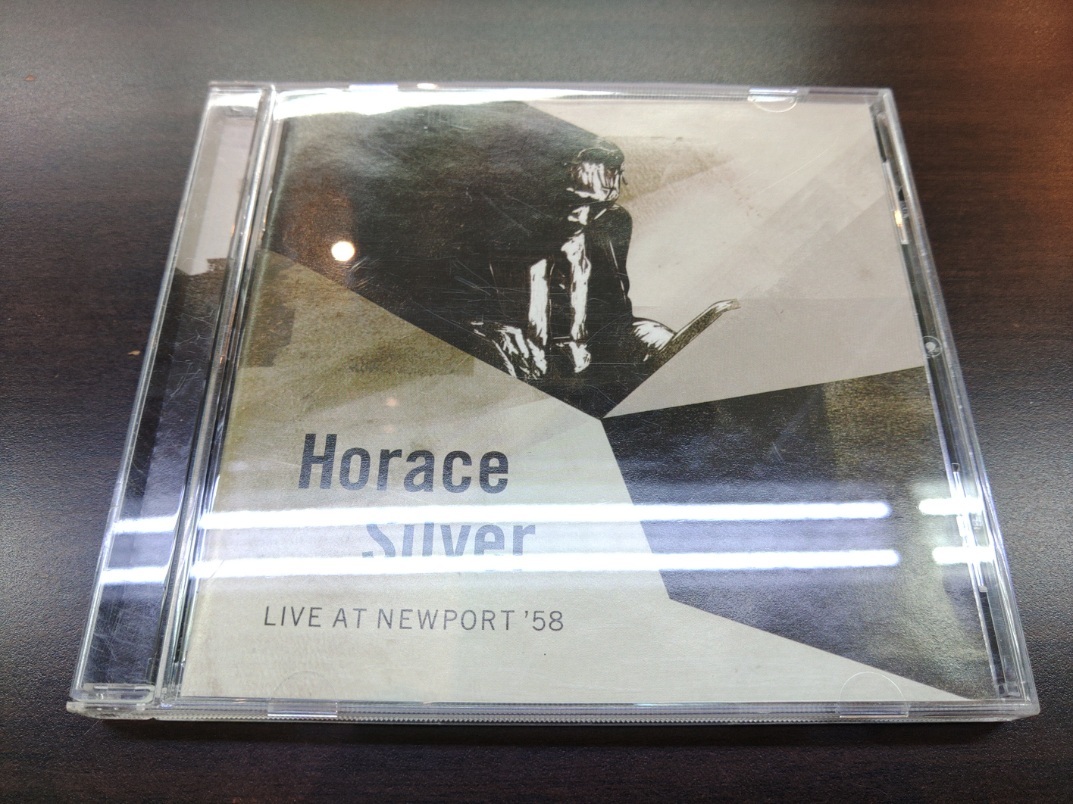 Horace
Silver
LIVE AT NEWPORT '58